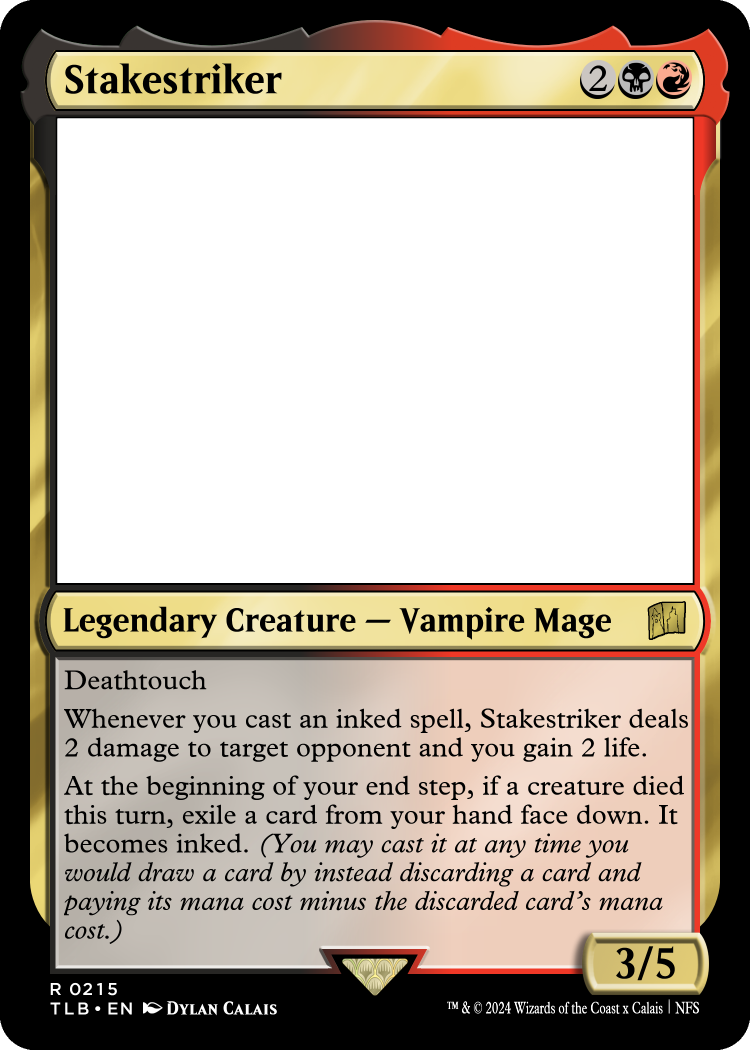 Stakestriker 2
Legendary Creature — Vampire Mage
Deathtouch
Whenever you cast an inked spell, Stakestriker deals
2 damage to target opponent and you gain 2 life.
At the beginning of your end step, if a creature died
this turn, exile a card from your hand face down. It
becomes inked. (You may cast it at any time you
would draw a card by instead discarding a card and
paying its mana cost minus the discarded card's mana
cost.)
3/5
R 0215
TLB • EN Dylan Calais
™ & © 2024 Wizards of the Coast x Calais | NFS